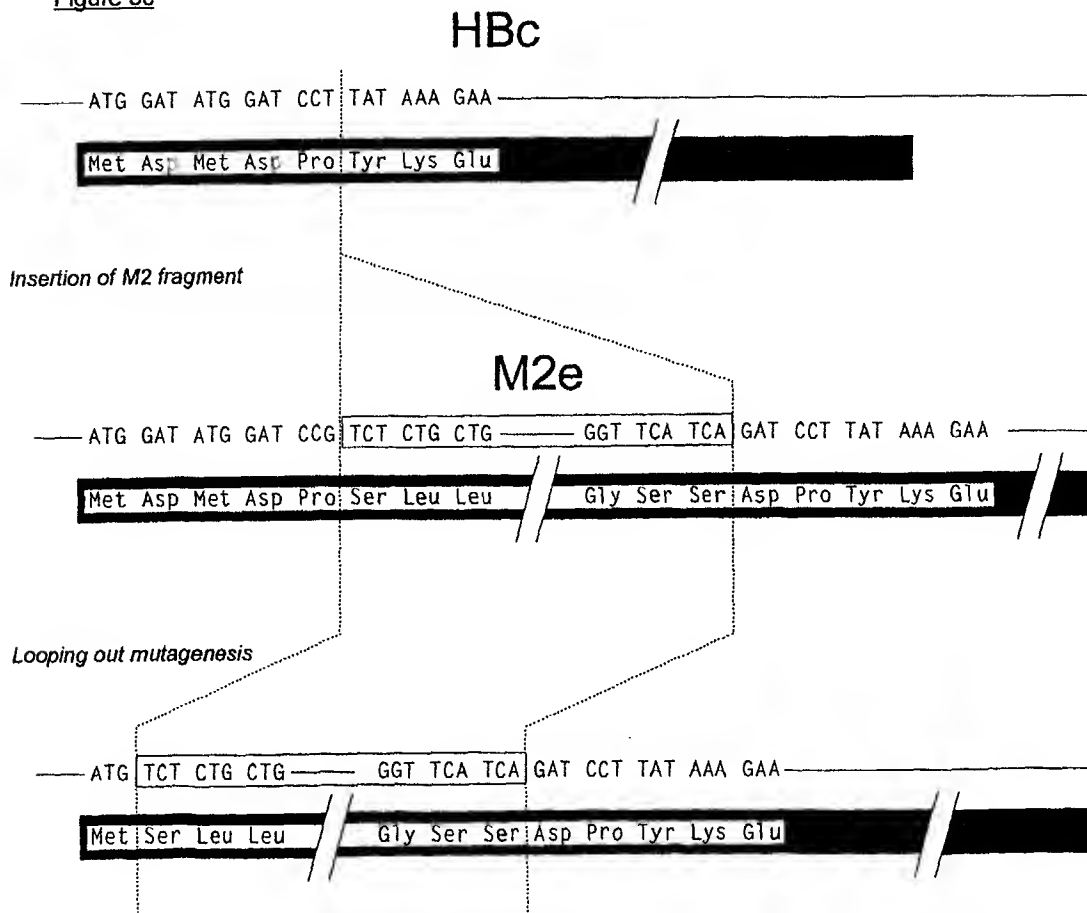 HBc
ATG GAT ATG GAT CCT TAT AAA GAA
Met Asp Met Asp Pro Tyr Lys Glu
Insertion of M2 fragment
M2e
ATG GAT ATG GAT CCG TCT CTG CTG GGT TCA TCA GAT CCT TAT AAA GAA
Met Asp Met Asp Pro Ser Leu Leu Gly Ser Ser Asp Pro Tyr Lys Glu
Looping out mutagenesis
ATG TCT CTG CTG GGT TCA TCA GAT CCT TAT AAA GAA
Met Ser Leu Leu Gly Ser Ser Asp Pro Tyr Lys Glu